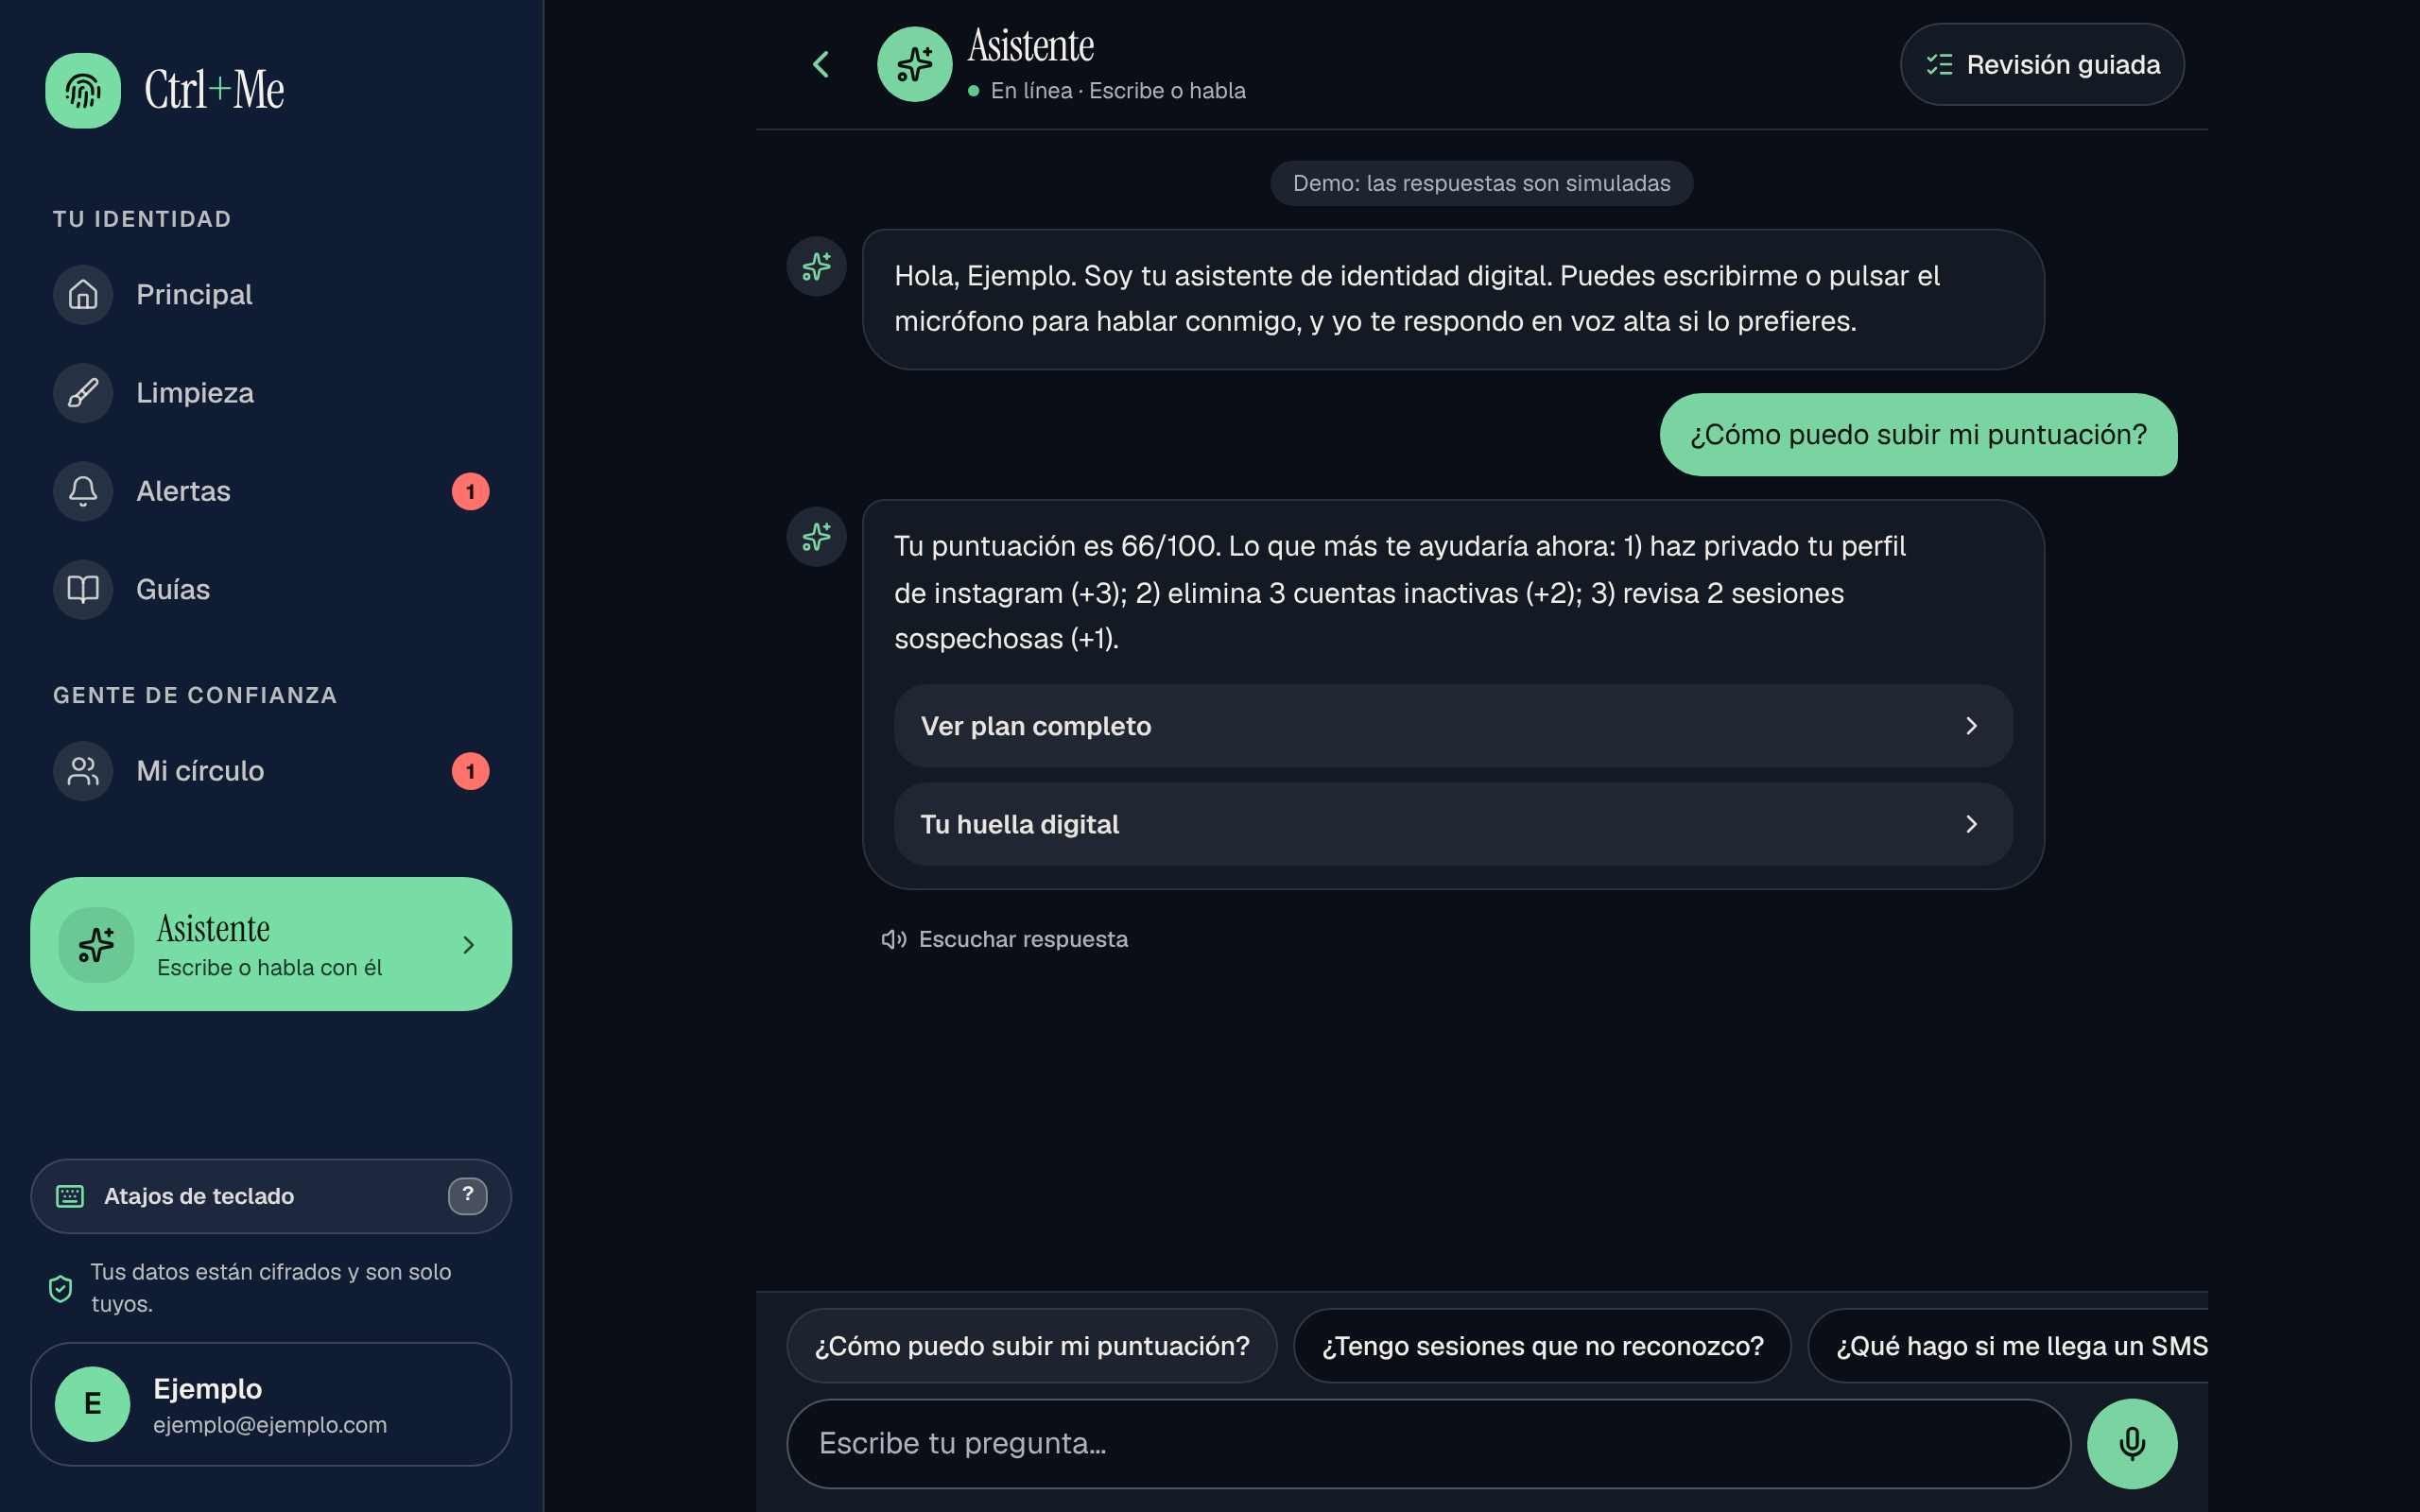 Ctrl+Me
TU IDENTIDAD
Principal
Limpieza
Alertas
1
Guías
GENTE DE CONFIANZA
Mi círculo
1
Asistente
Escribe o habla con él
Atajos de teclado
?
Tus datos están cifrados y son solo
tuyos.
E
Ejemplo
ejemplo@ejemplo.com
Asistente
En línea · Escribe o habla
Revisión guiada
Demo: las respuestas son simuladas
Hola, Ejemplo. Soy tu asistente de identidad digital. Puedes escribirme o pulsar el
micrófono para hablar conmigo, y yo te respondo en voz alta si lo prefieres.
¿Cómo puedo subir mi puntuación?
Tu puntuación es 66/100. Lo que más te ayudaría ahora: 1) haz privado tu perfil
de instagram (+3); 2) elimina 3 cuentas inactivas (+2); 3) revisa 2 sesiones
sospechosas (+1).
Ver plan completo
Tu huella digital
Escuchar respuesta
¿Cómo puedo subir mi puntuación?
¿Tengo sesiones que no reconozco?
¿Qué hago si me llega un SMS
Escribe tu pregunta…